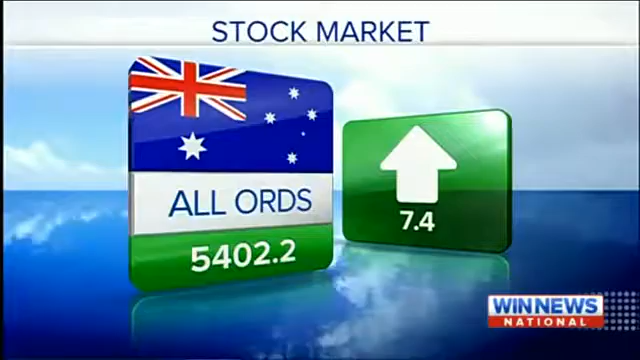 STOCK MARKET
ALL ORDS
5402.2
7.4
WIN NEWS
NATIONAL